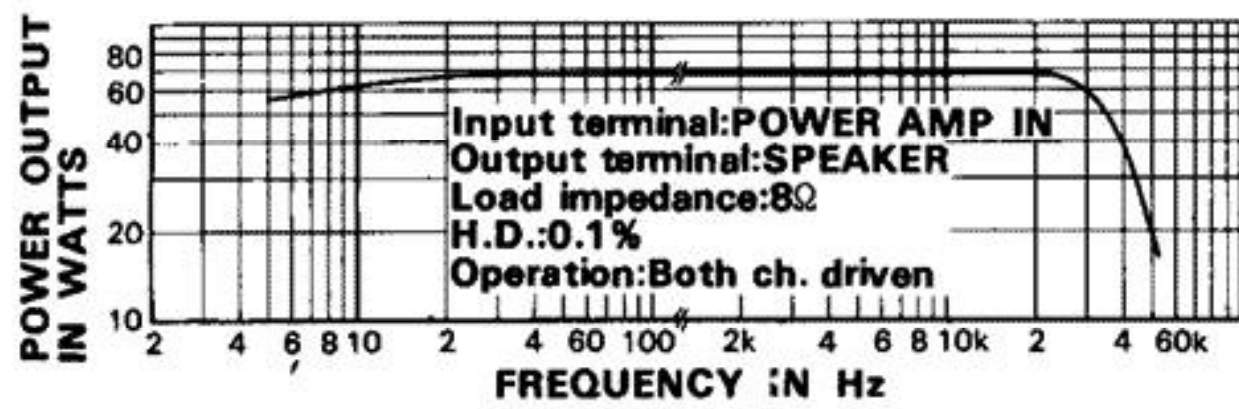 POWER OUTPUT
IN WATTS
80
60
40
20
10
Input terminal:POWER AMP IN
Output terminal:SPEAKER
Load impedance:8Ω
H.D.:0.1%
Operation:Both ch. driven
2 4 6 8 10 2 4 60 100 2k 4 6 8 10k 2 4 60k
FREQUENCY IN Hz